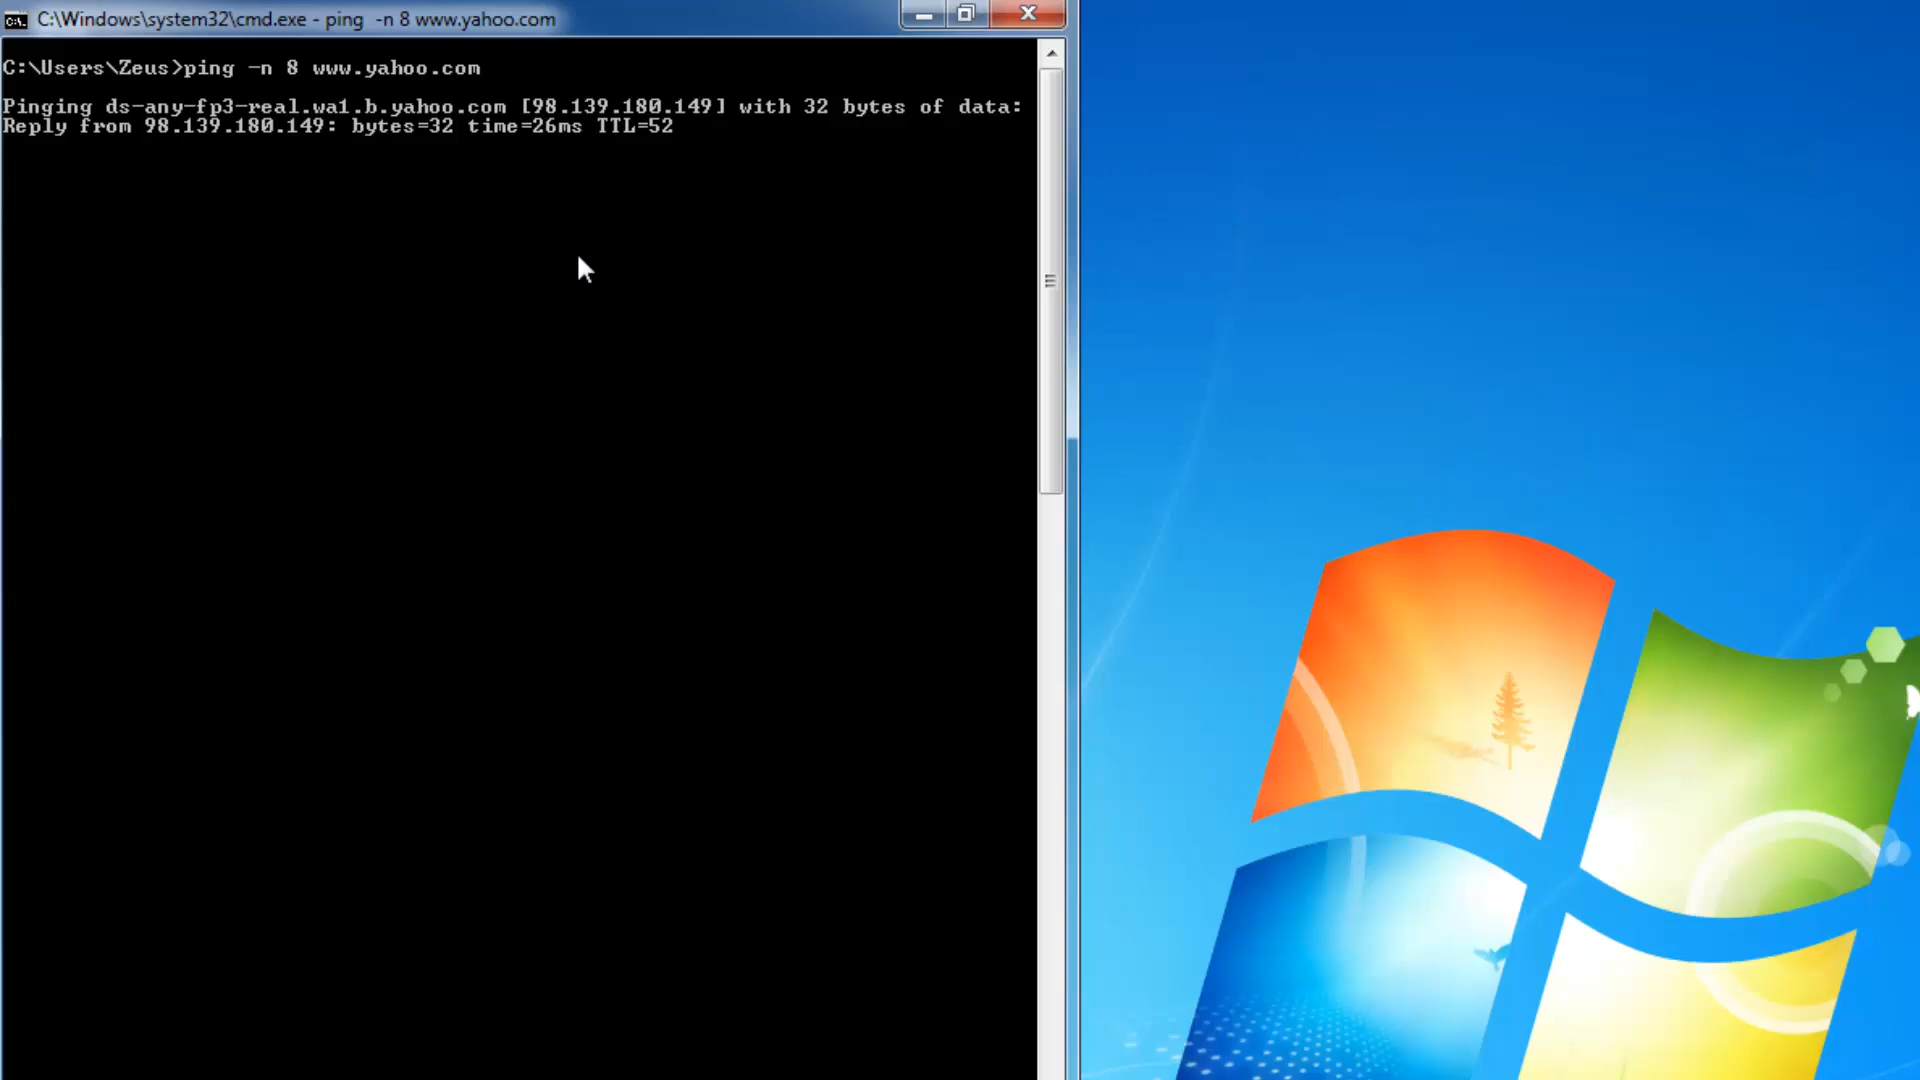 C:\Windows\system32\cmd.exe - ping  -n 8 www.yahoo.com
C:\Users\Zeus>ping -n 8 www.yahoo.com
Pinging ds-any-fp3-real.wa1.b.yahoo.com [98.139.180.149] with 32 bytes of data:
Reply from 98.139.180.149: bytes=32 time=26ms TTL=52